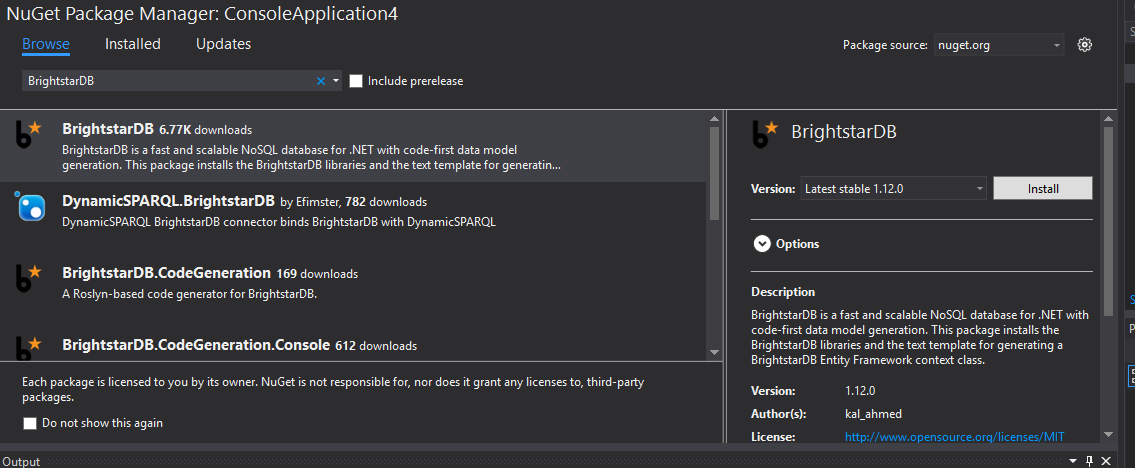 NuGet Package Manager: ConsoleApplication4
Browse
Installed
Updates
Package source:
nuget.org
BrightstarDB
Include prerelease
BrightstarDB 6.77K downloads
BrightstarDB is a fast and scalable NoSQL database for .NET with code-first data model
generation. This package installs the BrightstarDB libraries and the text template for generatin...
DynamicSPARQL.BrightstarDB by Efimster, 782 downloads
DynamicSPARQL BrightstarDB connector binds BrightstarDB with DynamicSPARQL
BrightstarDB.CodeGeneration 169 downloads
A Roslyn-based code generator for BrightstarDB.
BrightstarDB.CodeGeneration.Console 612 downloads
Each package is licensed to you by its owner. NuGet is not responsible for, nor does it grant any licenses to, third-party
packages.
Do not show this again
BrightstarDB
Version:
Latest stable 1.12.0
Install
Options
Description
BrightstarDB is a fast and scalable NoSQL database for .NET with
code-first data model generation. This package installs the
BrightstarDB libraries and the text template for generating a
BrightstarDB Entity Framework context class.
Version: 1.12.0
Author(s): kal_ahmed
License: http://www.opensource.org/licenses/MIT
Output